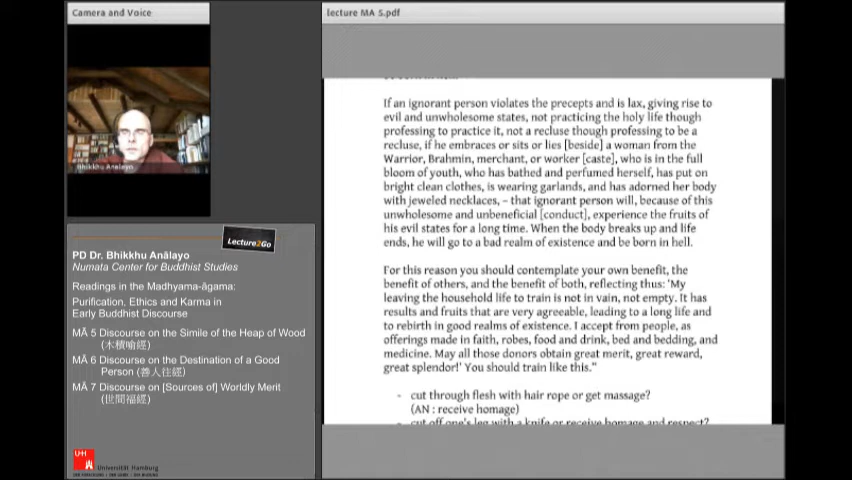 Camera and Voice
lecture MA 5.pdf
Bhikkhu Anālayo
If an ignorant person violates the precepts and is lax, giving rise to
evil and unwholesome states, not practicing the holy life though
professing to practice it, not a recluse though professing to be a
recluse, if he embraces or sits or lies [beside] a woman from the
Warrior, Brahmin, merchant, or worker [caste], who is in the full
bloom of youth, who has bathed and perfumed herself, has put on
bright clean clothes, is wearing garlands, and has adorned her body
with jeweled necklaces, – that ignorant person will, because of this
unwholesome and unbeneficial [conduct], experience the fruits of
his evil states for a long time. When the body breaks up and life
ends, he will go to a bad realm of existence and be born in hell.
For this reason you should contemplate your own benefit, the
benefit of others, and the benefit of both, reflecting thus: 'My
leaving the household life to train is not in vain, not empty. It has
results and fruits that are very agreeable, leading to a long life and
to rebirth in good realms of existence. I accept from people, as
offerings made in faith, robes, food and drink, bed and bedding, and
medicine. May all those donors obtain great merit, great reward,
great splendor!' You should train like this."
- cut through flesh with hair rope or get massage?
(AN : receive homage)
- cut off one's leg with a knife or receive homage and respect?
Lecture2Go
PD Dr. Bhikkhu Anālayo
Numata Center for Buddhist Studies
Readings in the Madhyama-āgama:
Purification, Ethics and Karma in
Early Buddhist Discourse
MĀ 5 Discourse on the Simile of the Heap of Wood
(木積喻經)
MĀ 6 Discourse on the Destination of a Good
Person (善人往經)
MĀ 7 Discourse on [Sources of] Worldly Merit
(世間福經)
UH
Universität Hamburg